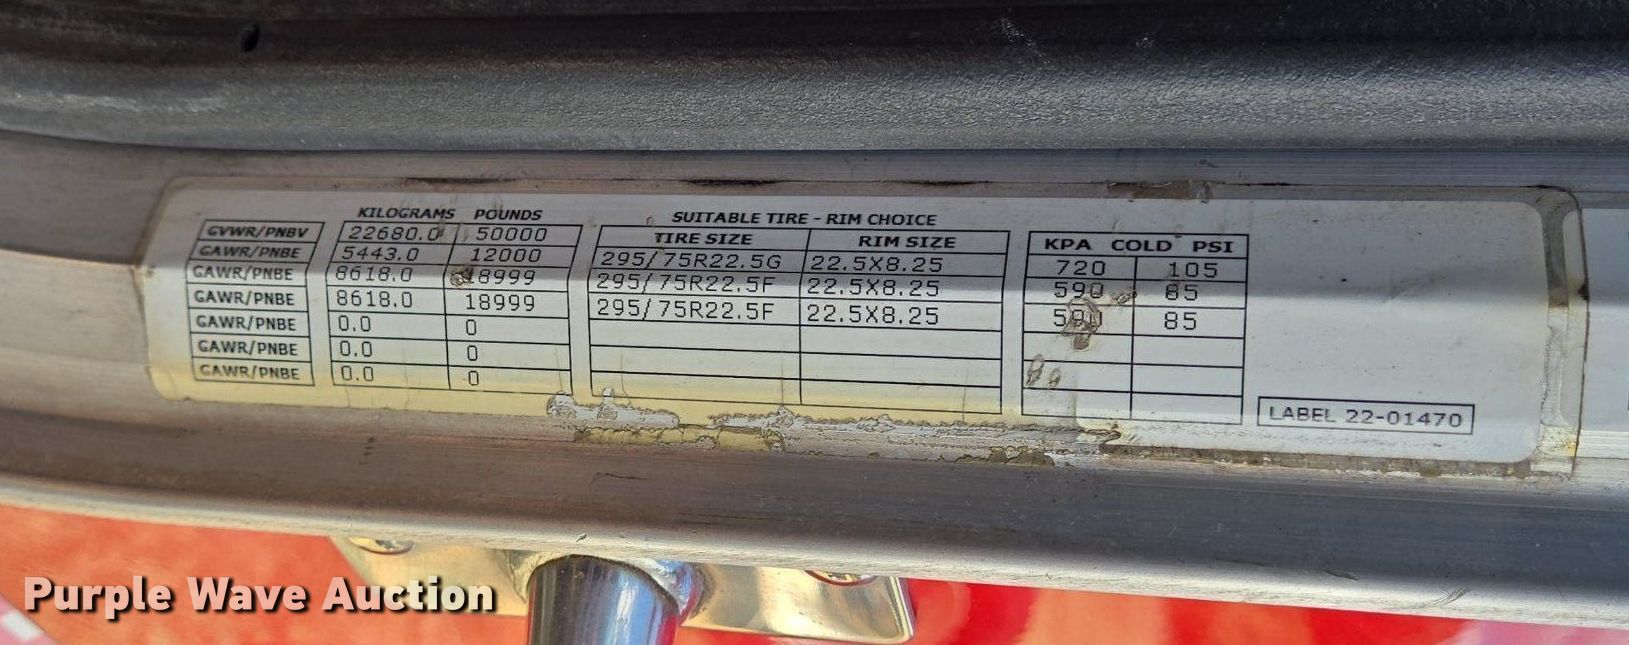 KILOGRAMS POUNDS SUITABLE TIRE - RIM CHOICE
TIRE SIZE RIM SIZE KPA COLD PSI
GVWR/PNBV 22680.0 50000
GAWR/PNBE 5443.0 12000 295/75R22.5G 22.5X8.25 720 105
GAWR/PNBE 8618.0 18999 295/75R22.5F 22.5X8.25 590 85
GAWR/PNBE 8618.0 18999 295/75R22.5F 22.5X8.25 590 85
GAWR/PNBE 0.0 0
GAWR/PNBE 0.0 0
GAWR/PNBE 0.0 0
LABEL 22-01470
Purple Wave Auction